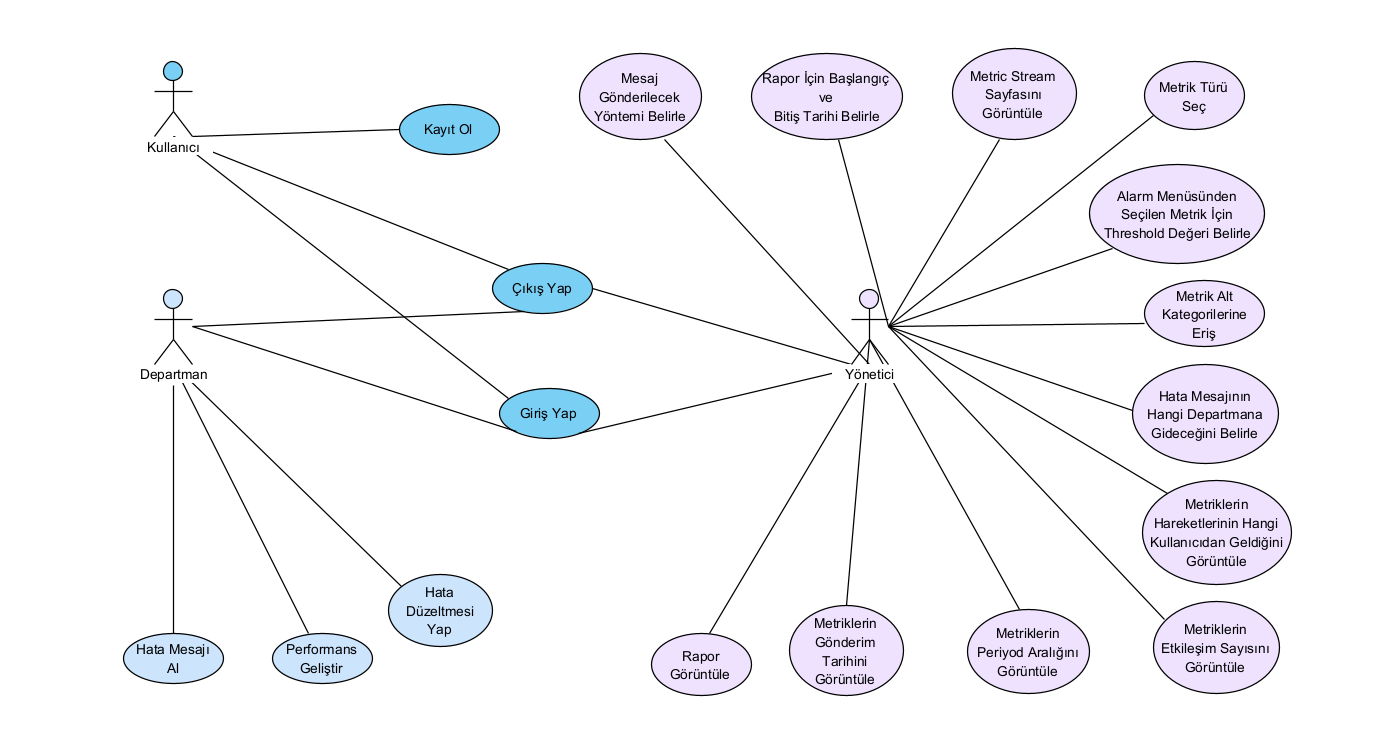 Kullanıcı
Kayıt Ol
Çıkış Yap
Giriş Yap
Departman
Hata Mesajı
Al
Performans
Geliştir
Hata
Düzeltmesi
Yap
Mesaj
Gönderilecek
Yöntemi Belirle
Rapor İçin Başlangıç
ve
Bitiş Tarihi Belirle
Metric Stream
Sayfasını
Görüntüle
Metrik Türü
Seç
Alarm Menüsünden
Seçilen Metrik İçin
Threshold Değeri Belirle
Metrik Alt
Kategorilerine
Eriş
Yönetici
Hata Mesajının
Hangi Departmana
Gideceğini Belirle
Metriklerin
Hareketlerinin Hangi
Kullanıcıdan Geldiğini
Görüntüle
Metriklerin
Etkileşim Sayısını
Görüntüle
Metriklerin
Periyod Aralığını
Görüntüle
Metriklerin
Gönderim
Tarihini
Görüntüle
Rapor
Görüntüle